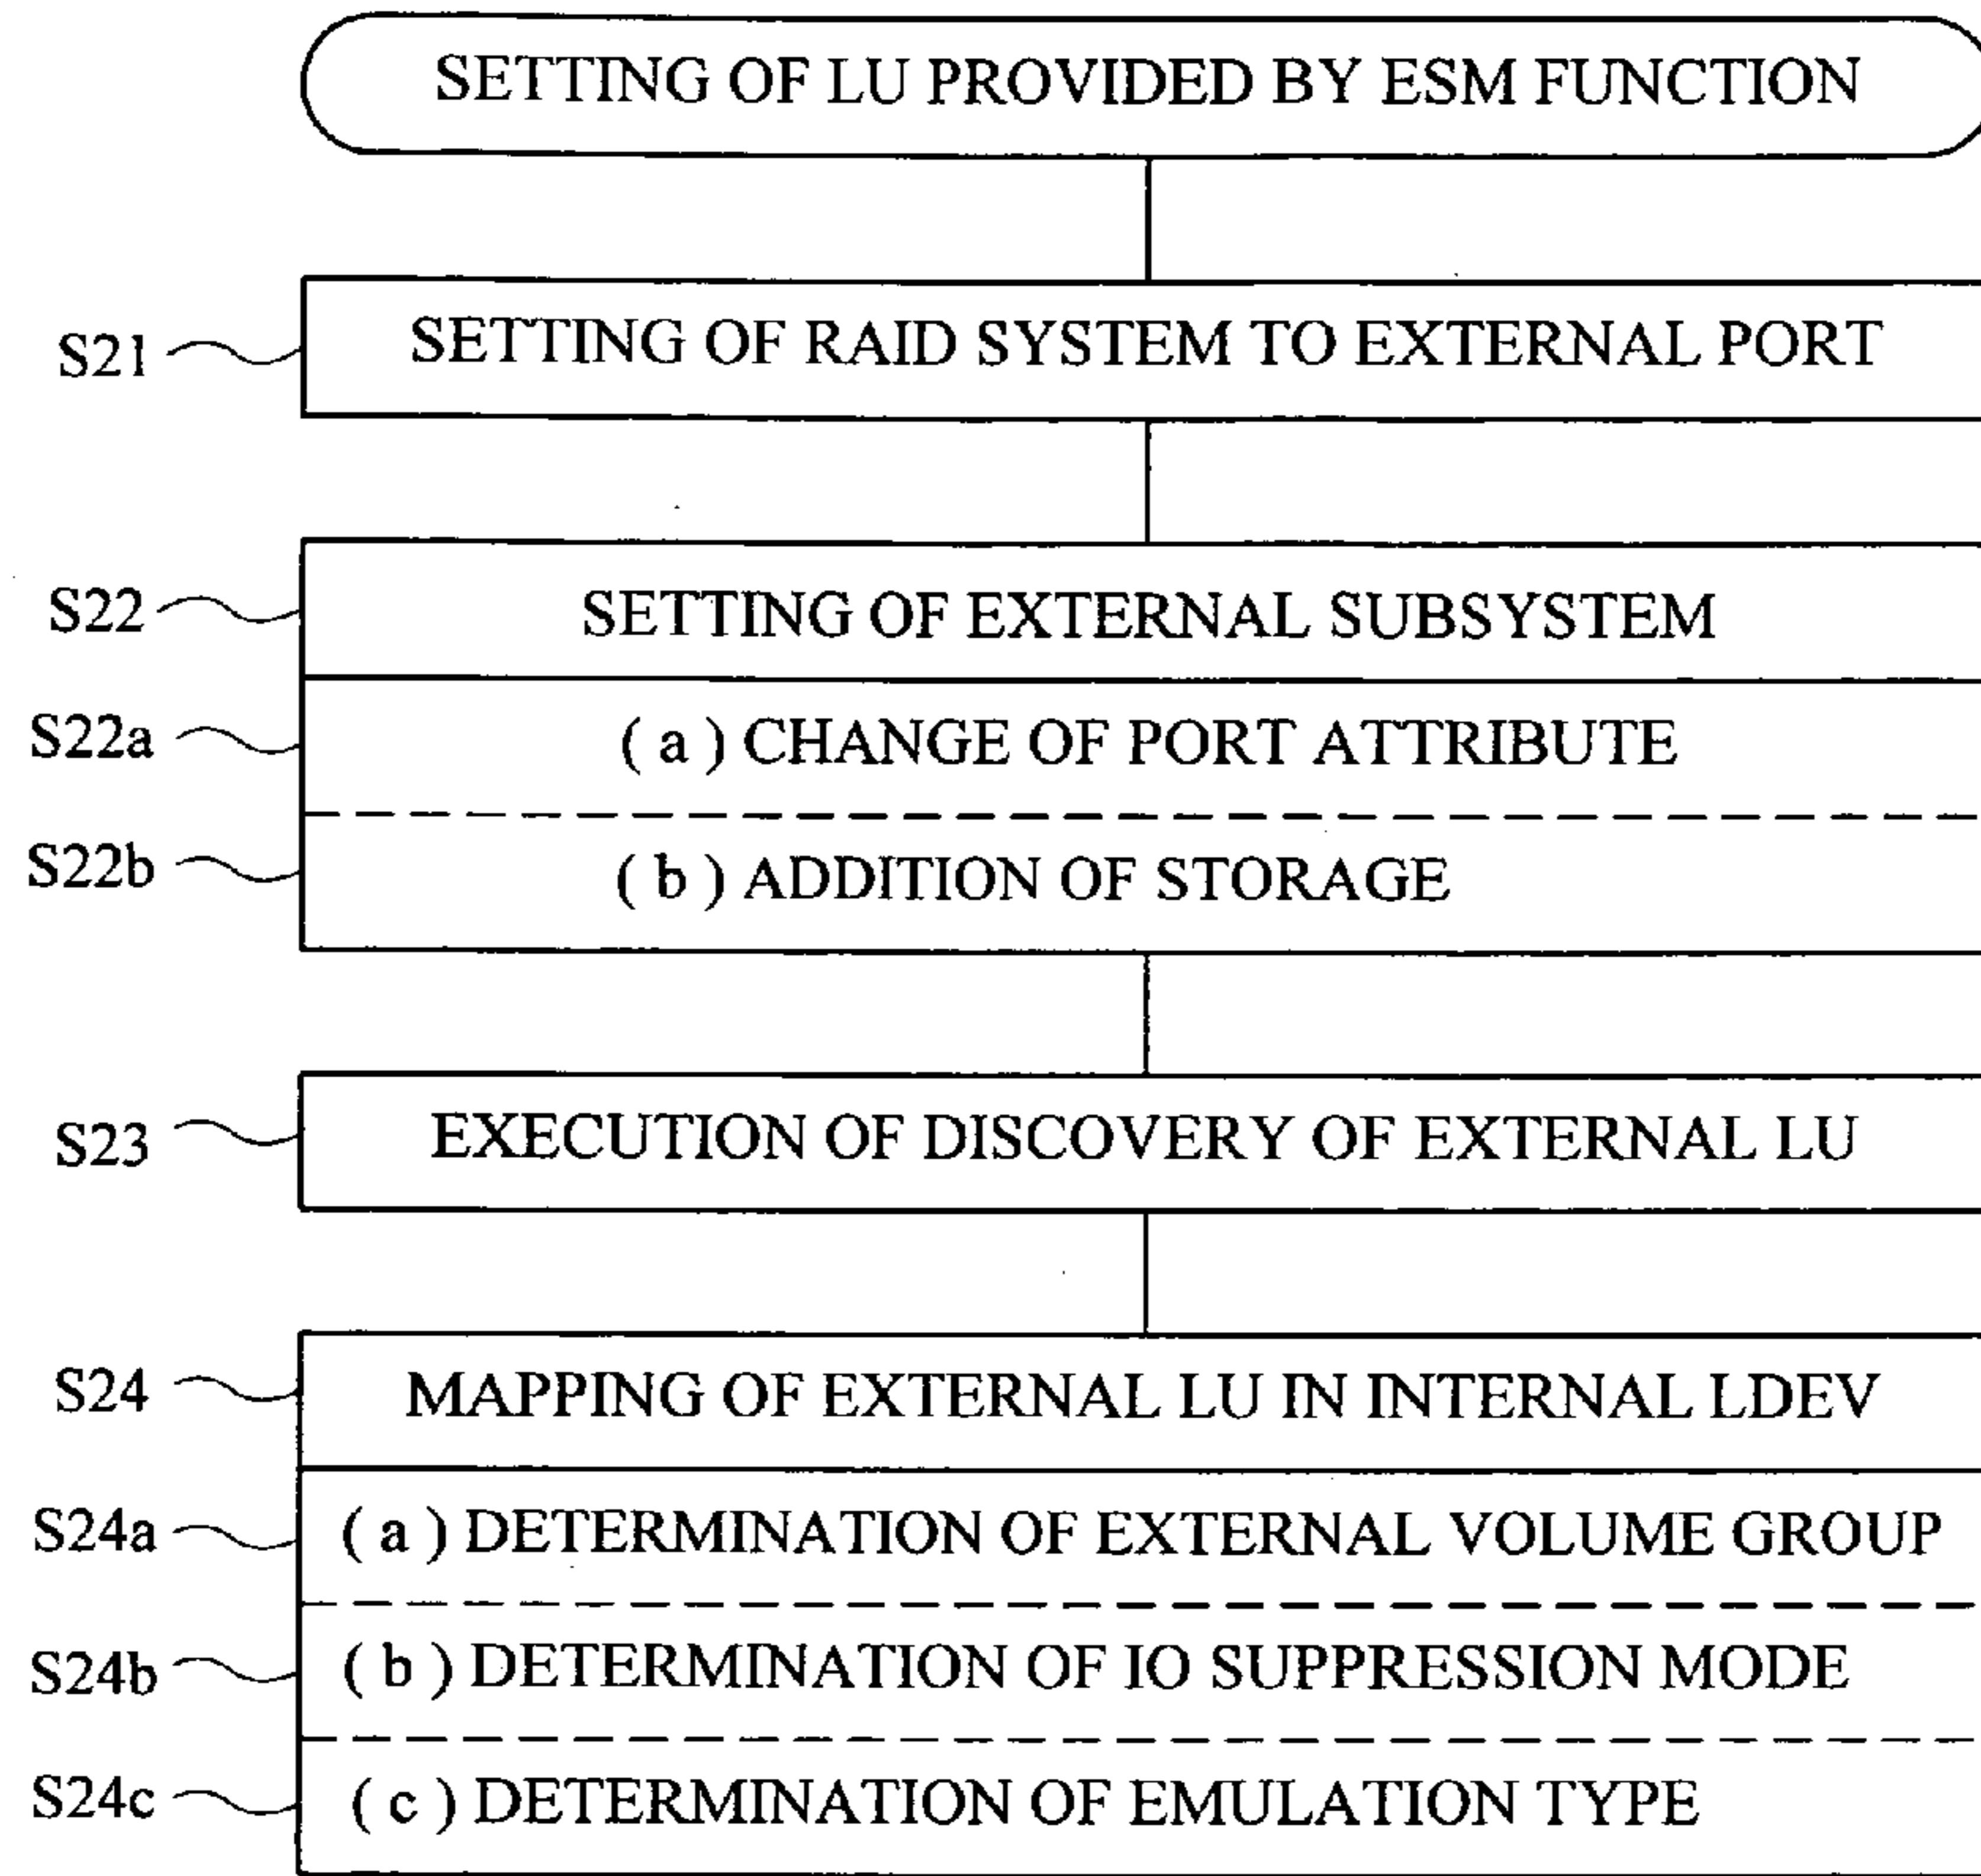 SETTING OF LU PROVIDED BY ESM FUNCTION
S21 SETTING OF RAID SYSTEM TO EXTERNAL PORT
S22 SETTING OF EXTERNAL SUBSYSTEM
S22a (a) CHANGE OF PORT ATTRIBUTE
S22b (b) ADDITION OF STORAGE
S23 EXECUTION OF DISCOVERY OF EXTERNAL LU
S24 MAPPING OF EXTERNAL LU IN INTERNAL LDEV
S24a (a) DETERMINATION OF EXTERNAL VOLUME GROUP
S24b (b) DETERMINATION OF IO SUPPRESSION MODE
S24c (c) DETERMINATION OF EMULATION TYPE